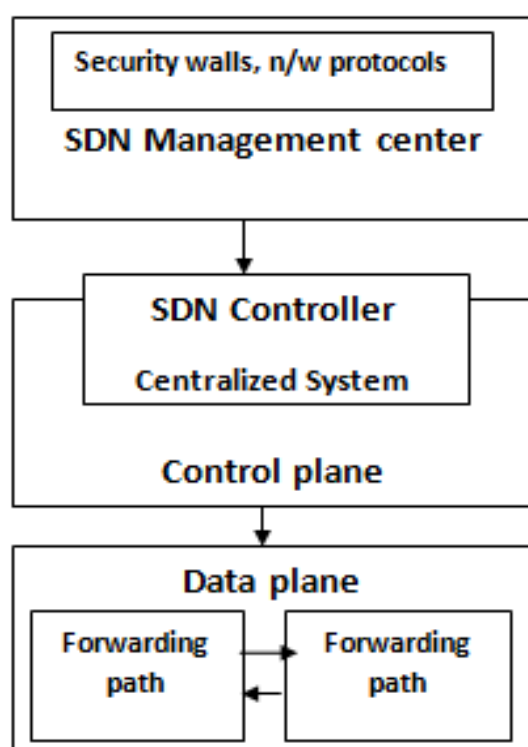 Security walls, n/w protocols
SDN Management center
SDN Controller
Centralized System
Control plane
Data plane
Forwarding
path
Forwarding
path